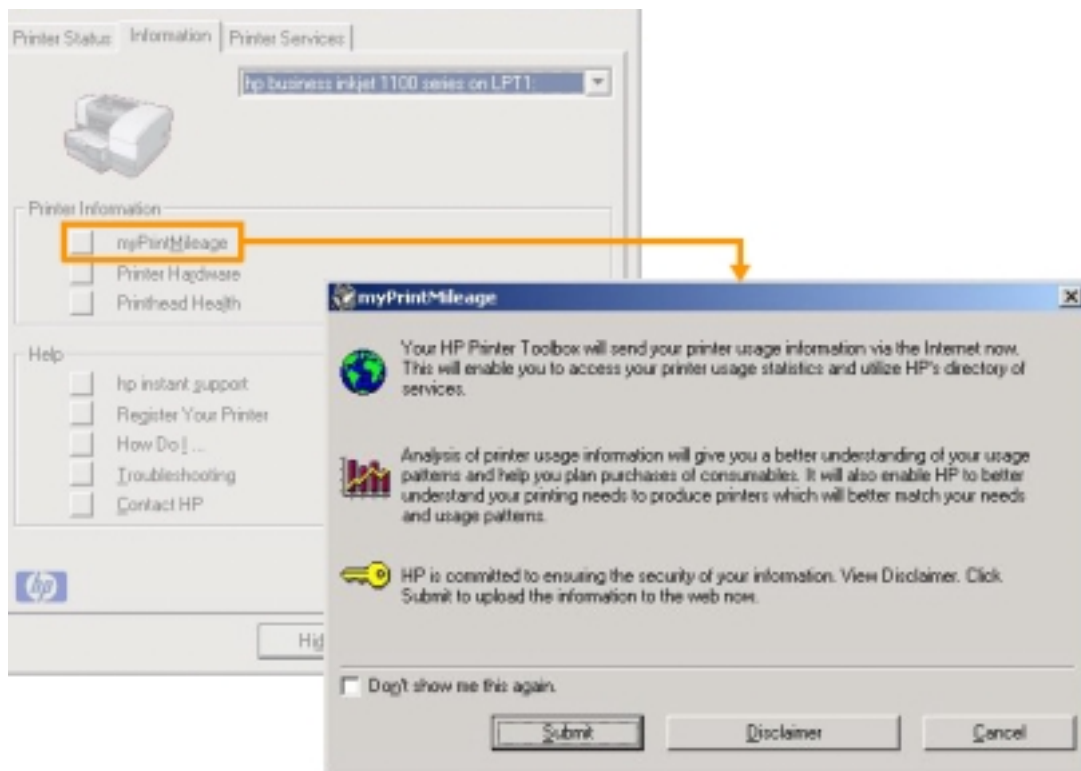 Printer Status Information Printer Services
hp business inkjet 1100 series on LPT1:
Printer Information
myPrintMileage
Printer Hardware
Printhead Health
Help
hp instant support
Register Your Printer
How Do I ...
Troubleshooting
Contact HP
hp
myPrintMileage
Your HP Printer Toolbox will send your printer usage information via the Internet now.
This will enable you to access your printer usage statistics and utilize HP's directory of
services.
Analysis of printer usage information will give you a better understanding of your usage
patterns and help you plan purchases of consumables. It will also enable HP to better
understand your printing needs to produce printers which will better match your needs
and usage patterns.
HP is committed to ensuring the security of your information. View Disclaimer. Click
Submit to upload the information to the web now.
Don't show me this again.
Submit Disclaimer Cancel